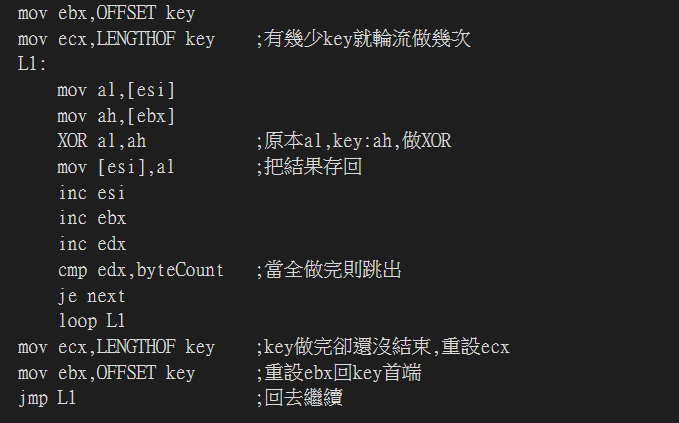 mov ebx,OFFSET key
mov ecx,LENGTHOF key    ;有幾少key就輪流做幾次
L1:
    mov al,[esi]
    mov ah,[ebx]
    XOR al,ah           ;原本al,key:ah,做XOR
    mov [esi],al        ;把結果存回
    inc esi
    inc ebx
    inc edx
    cmp edx,byteCount   ;當全做完則跳出
    je next
    loop L1
mov ecx,LENGTHOF key    ;key做完卻還沒結束,重設ecx
mov ebx,OFFSET key      ;重設ebx回key首端
jmp L1                  ;回去繼續